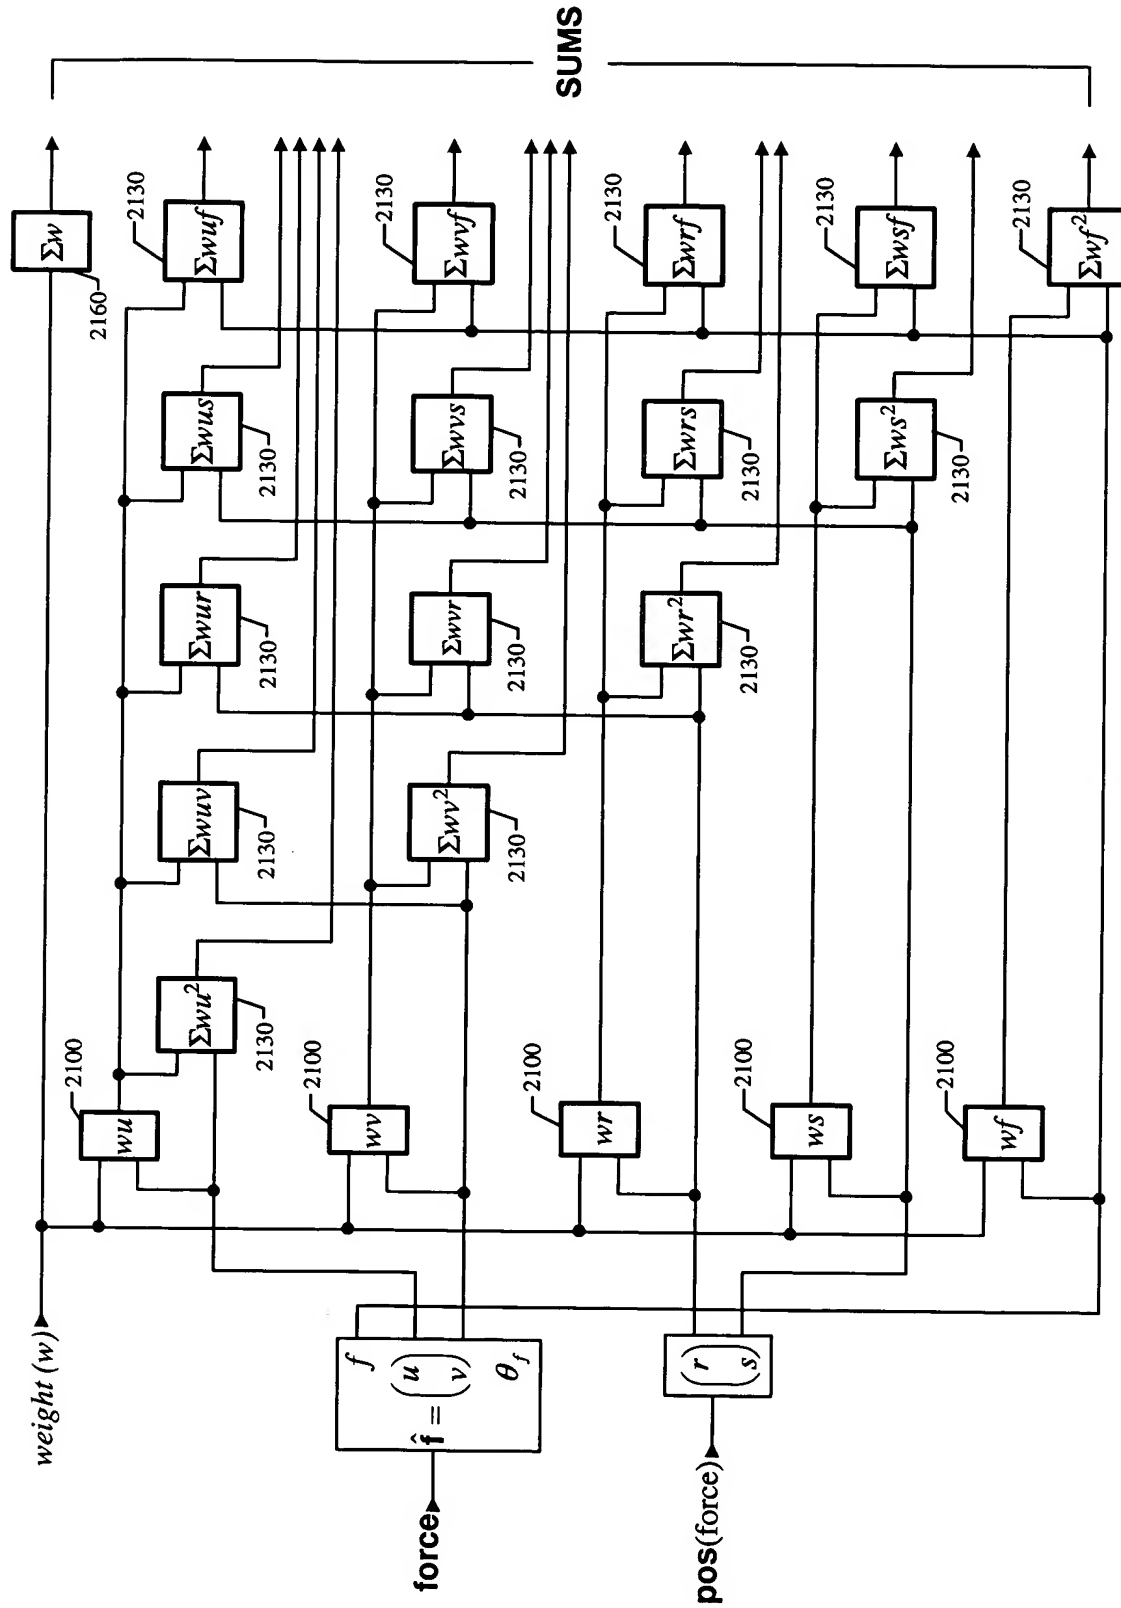 weight (w)
Σw
2160
2100
wu
Σwu²
2130
Σwuv
2130
Σwur
2130
Σwus
2130
Σwuf
2130
force
f
f̂ = (u v)
θf
2100
wv
Σwv²
2130
Σwvr
2130
Σwvs
2130
Σwvf
2130
SUMS
pos(force)
(r s)
2100
wr
Σwr²
2130
Σwrs
2130
Σwrf
2130
2100
ws
Σws²
2130
Σwsf
2130
2100
wf
Σwf²
2130